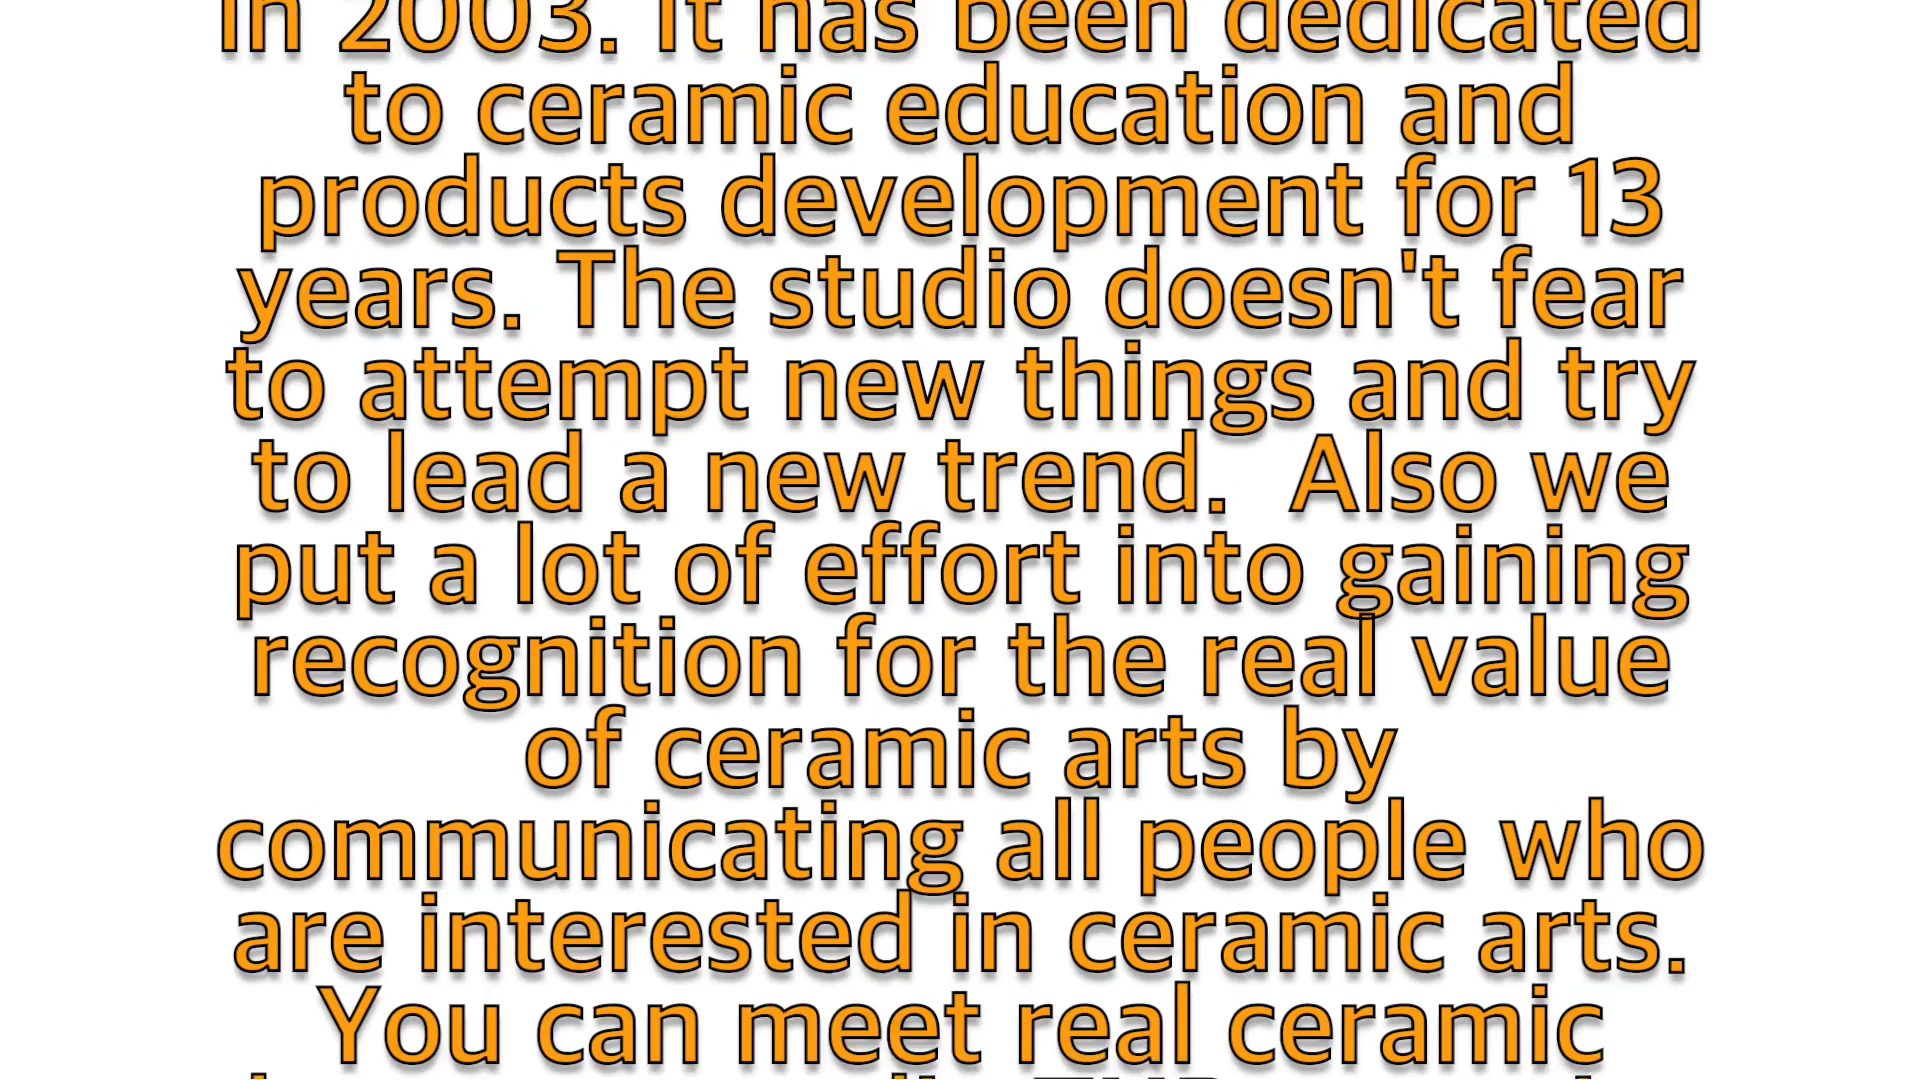 in 2003. It has been dedicated
to ceramic education and
products development for 13
years. The studio doesn't fear
to attempt new things and try
to lead a new trend.  Also we
put a lot of effort into gaining
recognition for the real value
of ceramic arts by
communicating all people who
are interested in ceramic arts.
You can meet real ceramic